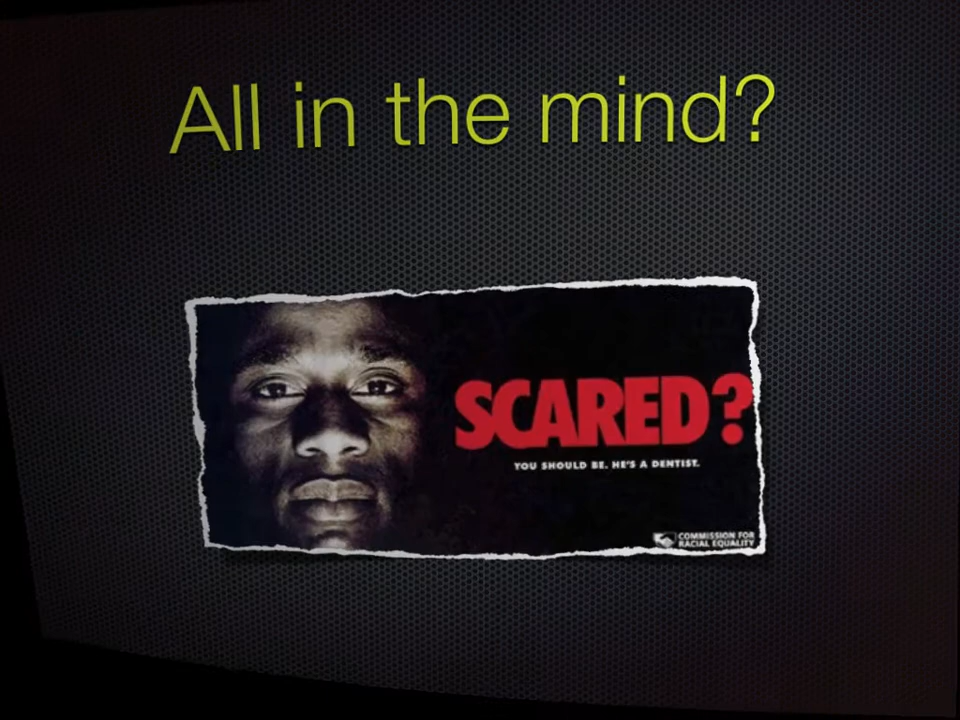 All in the mind?
SCARED?
YOU SHOULD BE. HE'S A DENTIST.
COMMISSION FOR
RACIAL EQUALITY